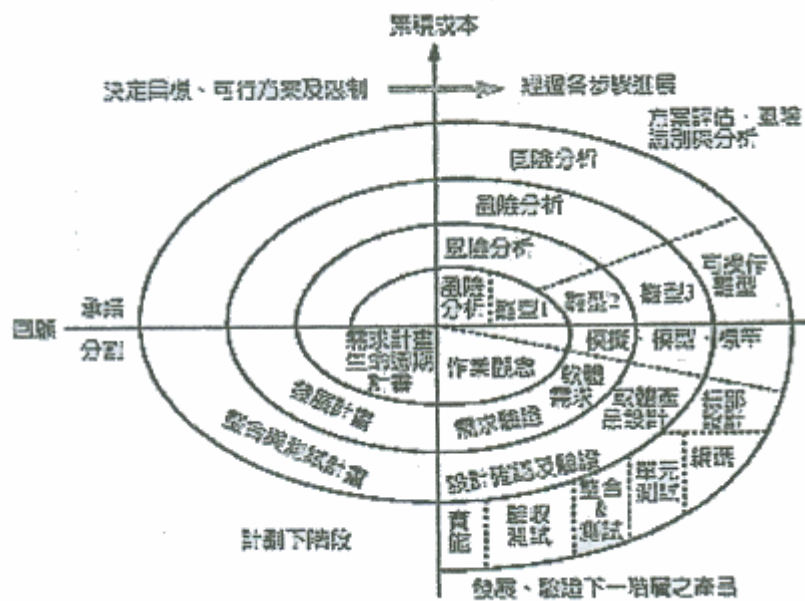 累積成本
決定目標、可行方案及限制
經過各步驟進展
方案評估、風險
識別與分析
風險分析
風險分析
風險分析
風險
分析
雛型1
雛型2
雛型3
可操作
雛型
回顧
承諾
分割
需求計畫
生命週期
計畫
作業觀念
模擬、模型、標準
軟體
需求
軟體產
品設計
細部
設計
發展計畫
需求驗證
整合與測試計畫
設計確認及驗證
編碼
單元
測試
整合
&
測試
驗收
測試
實施
計劃下階段
發展、驗證下一階層之產品